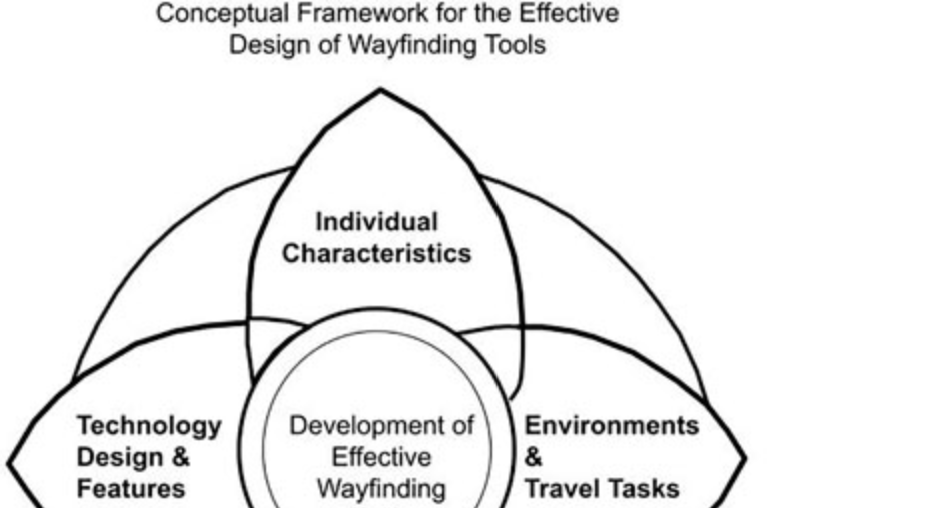 Conceptual Framework for the Effective
Design of Wayfinding Tools
Individual
Characteristics
Technology
Design &
Features
Development of
Effective
Wayfinding
Environments
&
Travel Tasks